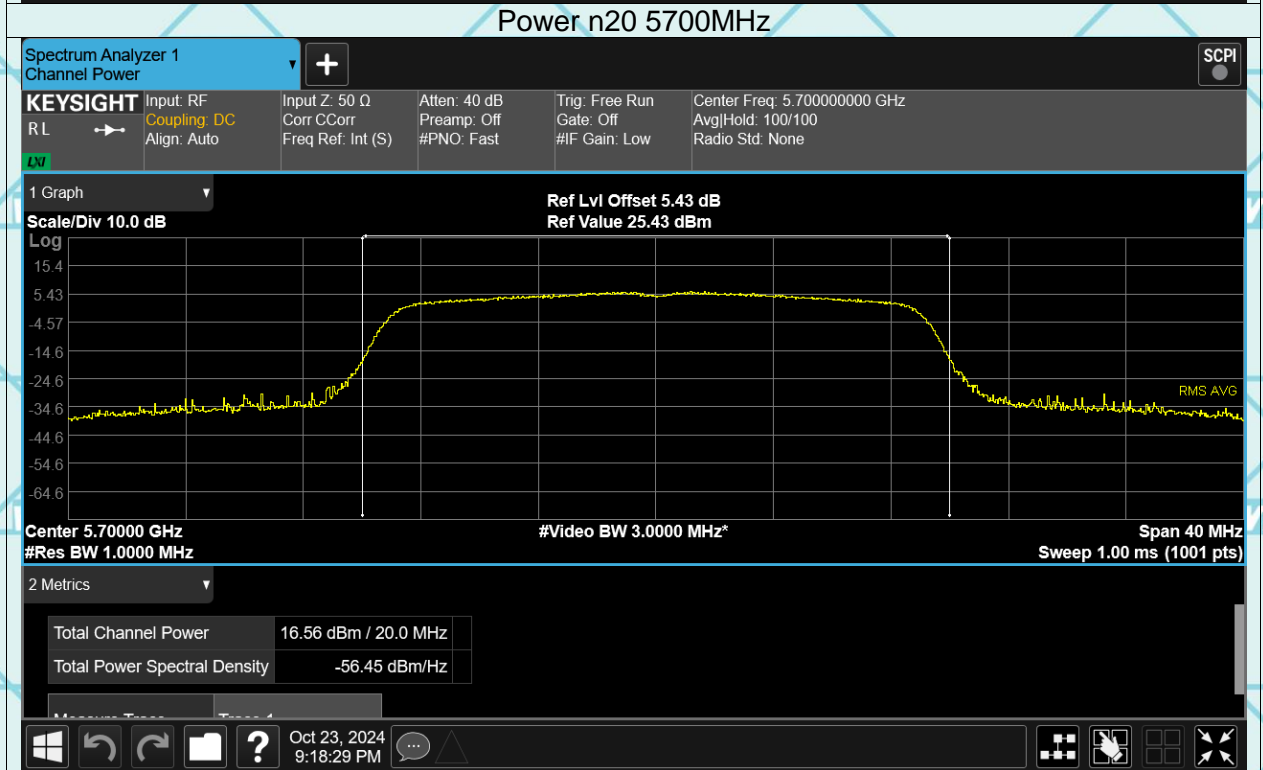 Power n20 5700MHz
Spectrum Analyzer 1
Channel Power
SCPI
KEYSIGHT
RL
LXI
Input: RF
Coupling: DC
Align: Auto
Input Z: 50 Ω
Corr CCorr
Freq Ref: Int (S)
Atten: 40 dB
Preamp: Off
#PNO: Fast
Trig: Free Run
Gate: Off
#IF Gain: Low
Center Freq: 5.700000000 GHz
Avg|Hold: 100/100
Radio Std: None
1 Graph
Scale/Div 10.0 dB
Ref Lvl Offset 5.43 dB
Ref Value 25.43 dBm
Log
15.4
5.43
-4.57
-14.6
-24.6
-34.6
-44.6
-54.6
-64.6
RMS AVG
Center 5.70000 GHz
#Video BW 3.0000 MHz*
Span 40 MHz
#Res BW 1.0000 MHz
Sweep 1.00 ms (1001 pts)
2 Metrics
Total Channel Power 16.56 dBm / 20.0 MHz
Total Power Spectral Density -56.45 dBm/Hz
Measure Trace Trace 1
?
Oct 23, 2024
9:18:29 PM